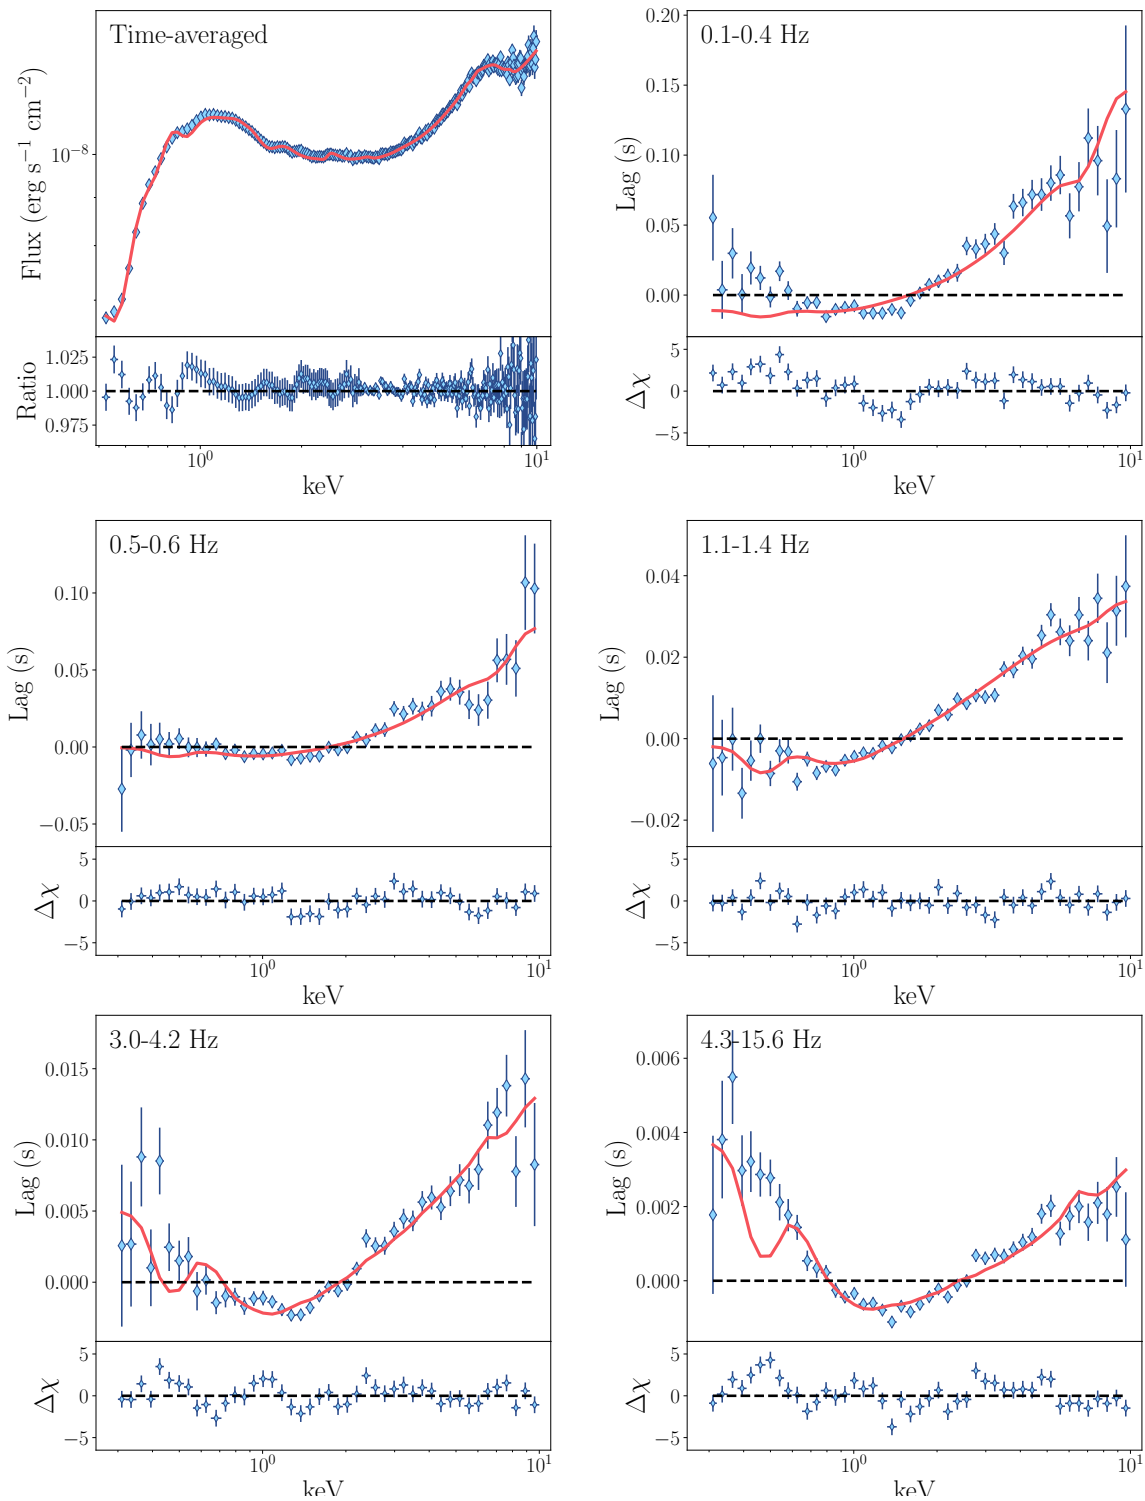 Time-averaged
Flux (erg s⁻¹ cm⁻²)
10⁻⁸
Ratio
1.025
1.000
0.975
10⁰
10¹
keV
0.1-0.4 Hz
Lag (s)
0.20
0.15
0.10
0.05
0.00
Δχ
5
0
−5
10⁰
10¹
keV
0.5-0.6 Hz
Lag (s)
0.10
0.05
0.00
−0.05
Δχ
5
0
−5
10⁰
10¹
keV
1.1-1.4 Hz
Lag (s)
0.04
0.02
0.00
−0.02
Δχ
5
0
−5
10⁰
10¹
keV
3.0-4.2 Hz
Lag (s)
0.015
0.010
0.005
0.000
Δχ
5
0
−5
10⁰
10¹
keV
4.3-15.6 Hz
Lag (s)
0.006
0.004
0.002
0.000
Δχ
5
0
−5
10⁰
10¹
keV